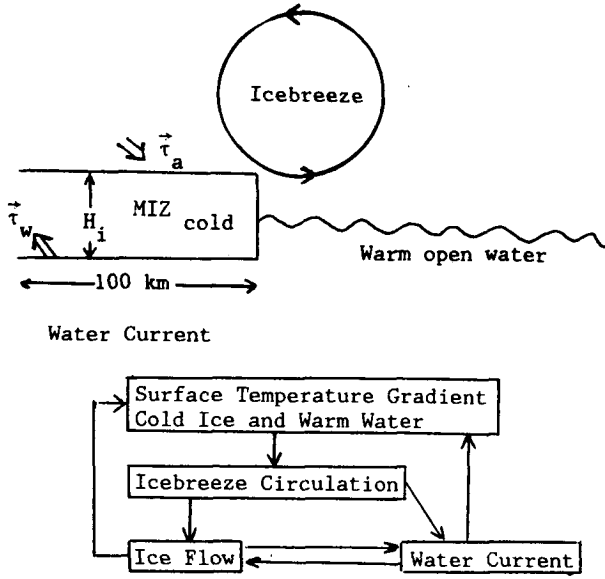 Icebreeze
τ⃗a
τ⃗w
Hi
MIZ
cold
Warm open water
100 km
Water Current
Surface Temperature Gradient
Cold Ice and Warm Water
Icebreeze Circulation
Ice Flow
Water Current